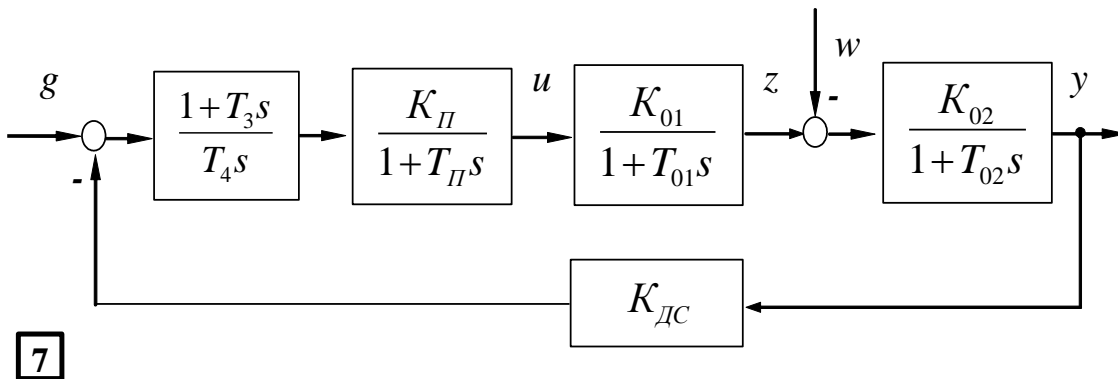 g
1+T₃s
T₄s
-
K_П
1+T_Пs
u
K₀₁
1+T₀₁s
z
w
-
K₀₂
1+T₀₂s
y
K_ДС
7